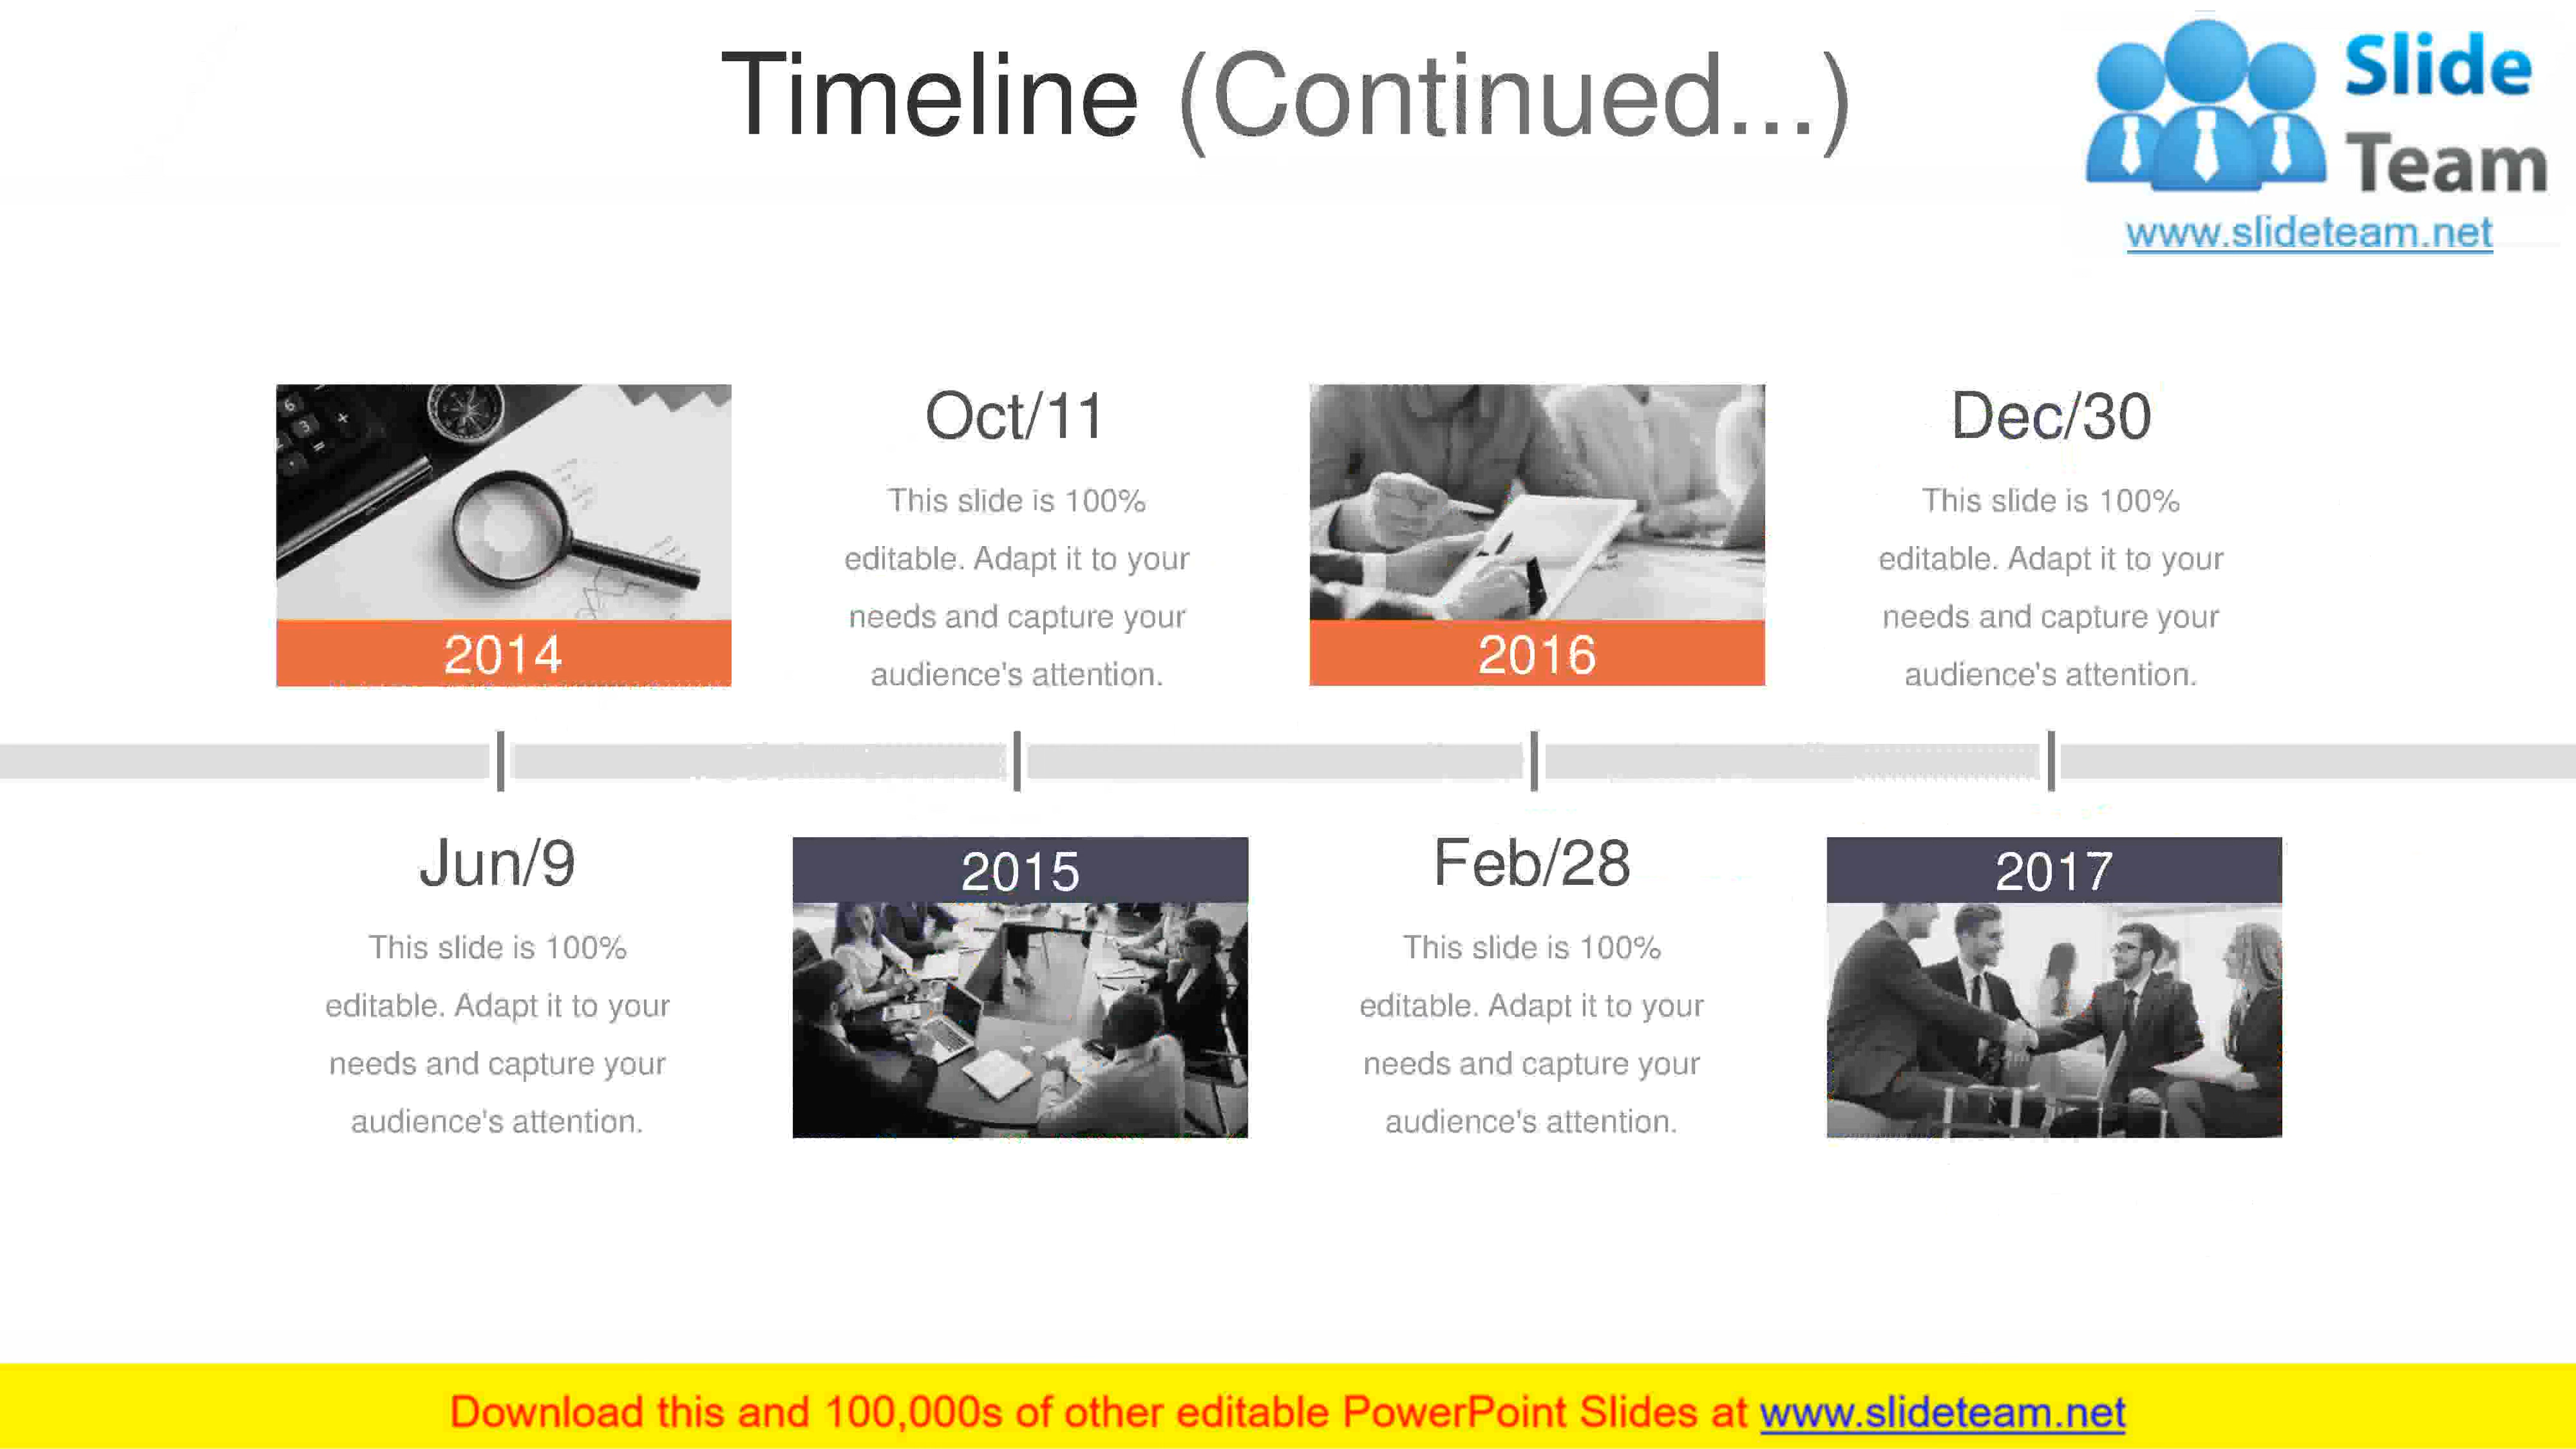 Timeline (Continued...)
Slide
Team
www.slideteam.net
2014
Jun/9
This slide is 100%
editable. Adapt it to your
needs and capture your
audience's attention.
Oct/11
This slide is 100%
editable. Adapt it to your
needs and capture your
audience's attention.
2015
2016
Feb/28
This slide is 100%
editable. Adapt it to your
needs and capture your
audience's attention.
Dec/30
This slide is 100%
editable. Adapt it to your
needs and capture your
audience's attention.
2017
Download this and 100,000s of other editable PowerPoint Slides at www.slideteam.net